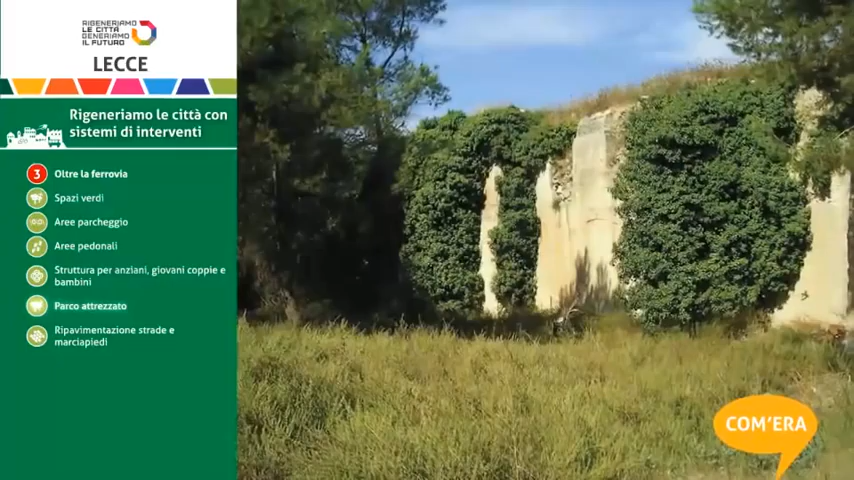 RIGENERIAMO
LE CITTÀ
GENERIAMO
IL FUTURO
LECCE
Rigeneriamo le città con
sistemi di interventi
3 Oltre la ferrovia
Spazi verdi
Aree parcheggio
Aree pedonali
Struttura per anziani, giovani coppie e
bambini
Parco attrezzato
Ripavimentazione strade e
marciapiedi
COM'ERA